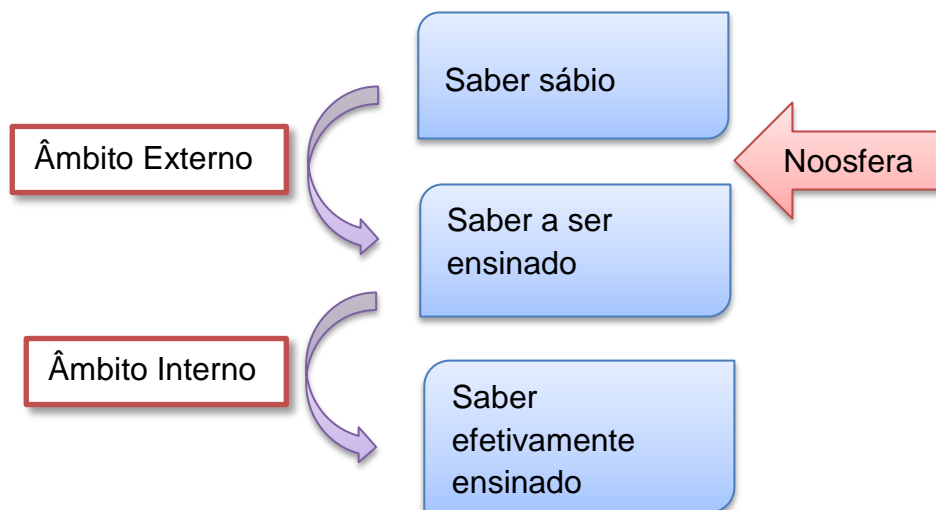 Saber sábio
Âmbito Externo
Noosfera
Saber a ser
ensinado
Âmbito Interno
Saber
efetivamente
ensinado